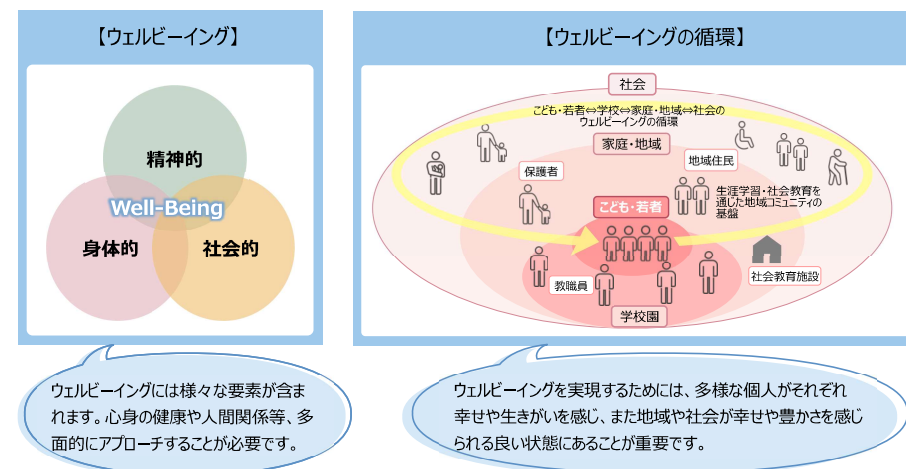 【ウェルビーイング】
精神的
Well-Being
身体的
社会的
ウェルビーイングには様々な要素が含ま
れます。心身の健康や人間関係等、多
面的にアプローチすることが必要です。
【ウェルビーイングの循環】
社会
こども・若者⇔学校⇔家庭・地域⇔社会の
ウェルビーイングの循環
家庭・地域
地域住民
保護者
生涯学習・社会教育を
通じた地域コミュニティの
基盤
こども・若者
社会教育施設
教職員
学校園
ウェルビーイングを実現するためには、多様な個人がそれぞれ
幸せや生きがいを感じ、また地域や社会が幸せや豊かさを感じ
られる良い状態にあることが重要です。